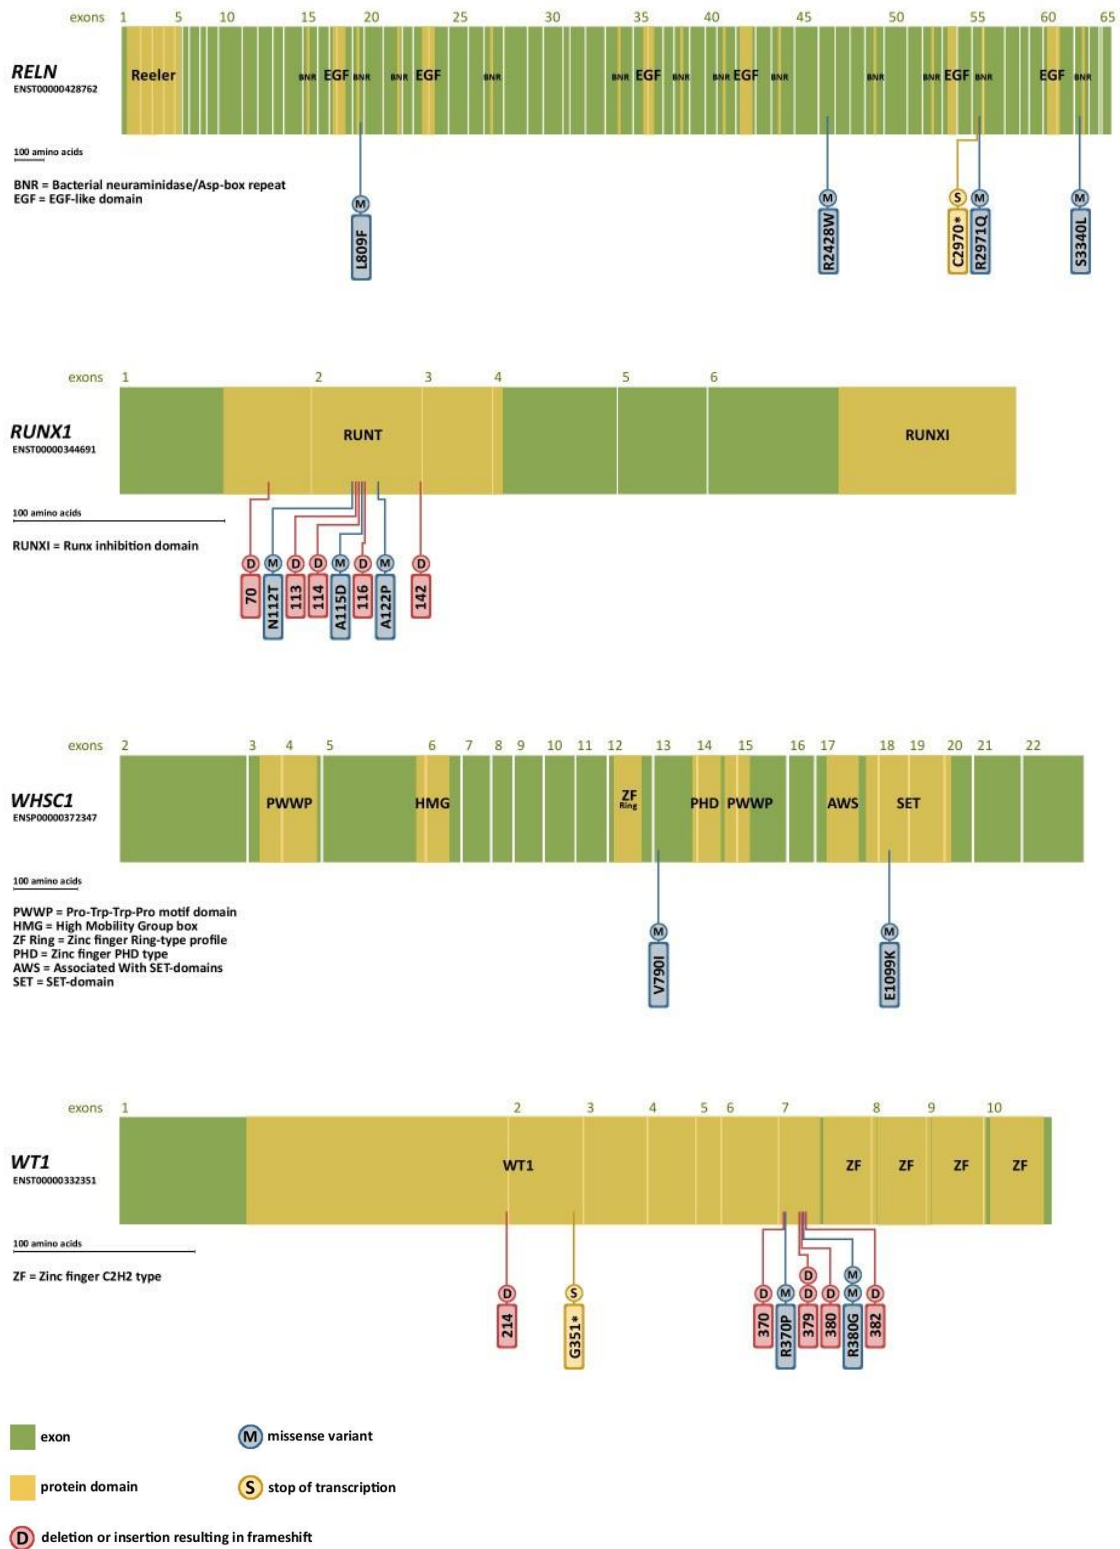 exons 1 5 10 15 20 25 30 35 40 45 50 55 60 65
RELN
ENST00000428762
Reeler BNR EGF BNR BNR EGF BNR BNR EGF BNR BNR EGF BNR BNR BNR EGF BNR EGF BNR
100 amino acids
BNR = Bacterial neuraminidase/Asp-box repeat
EGF = EGF-like domain
M M S M M
L809F R2428W C2970* R2971Q S3340L
exons 1 2 3 4 5 6
RUNX1
ENST00000344691
RUNT RUNXI
100 amino acids
RUNXI = Runx inhibition domain
D M D D M D M D
70 N112T 113 114 A115D 116 A122P 142
exons 2 3 4 5 6 7 8 9 10 11 12 13 14 15 16 17 18 19 20 21 22
WHSC1
ENSP00000372347
PWWP HMG ZF Ring PHD PWWP AWS SET
100 amino acids
PWWP = Pro-Trp-Trp-Pro motif domain
HMG = High Mobility Group box
ZF Ring = Zinc finger Ring-type profile
PHD = Zinc finger PHD type
AWS = Associated With SET-domains
SET = SET-domain
M M
V790I E1099K
exons 1 2 3 4 5 6 7 8 9 10
WT1
ENST00000332351
WT1 ZF ZF ZF ZF
100 amino acids
ZF = Zinc finger C2H2 type
D M
D S D M D D M D
214 G351* 370 R370P 379 380 R380G 382
exon
M missense variant
protein domain
S stop of transcription
D deletion or insertion resulting in frameshift